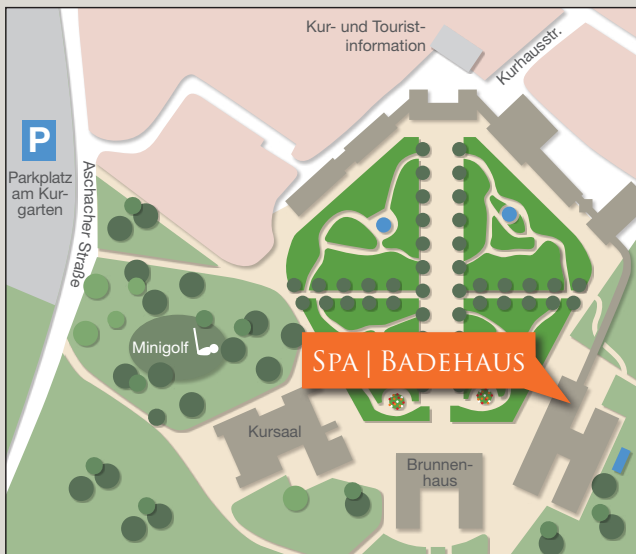 Kur- und Tourist-
information
Kurhausstr.
P
Parkplatz
am Kur-
garten
Aschacher Straße
Minigolf
SPA | BADEHAUS
Kursaal
Brunnen-
haus